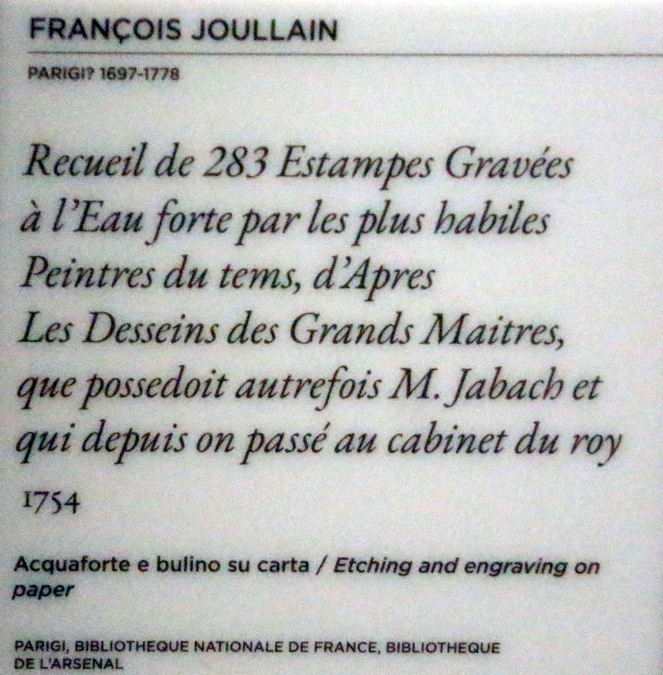 FRANÇOIS JOULLAIN
PARIGI? 1697-1778
Recueil de 283 Estampes Gravées
à l'Eau forte par les plus habiles
Peintres du tems, d'Apres
Les Desseins des Grands Maitres,
que possedoit autrefois M. Jabach et
qui depuis on passé au cabinet du roy
1754
Acquaforte e bulino su carta / Etching and engraving on
paper
PARIGI, BIBLIOTHEQUE NATIONALE DE FRANCE, BIBLIOTHEQUE
DE L'ARSENAL